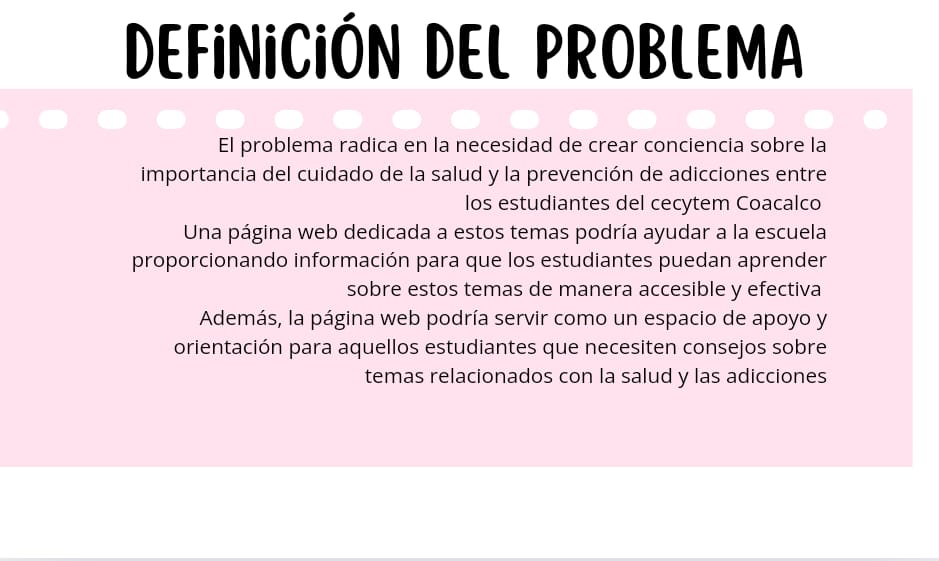 DEFiNiCiÓN DEL PROBLEMA
El problema radica en la necesidad de crear conciencia sobre la
importancia del cuidado de la salud y la prevención de adicciones entre
los estudiantes del cecytem Coacalco
Una página web dedicada a estos temas podría ayudar a la escuela
proporcionando información para que los estudiantes puedan aprender
sobre estos temas de manera accesible y efectiva
Además, la página web podría servir como un espacio de apoyo y
orientación para aquellos estudiantes que necesiten consejos sobre
temas relacionados con la salud y las adicciones